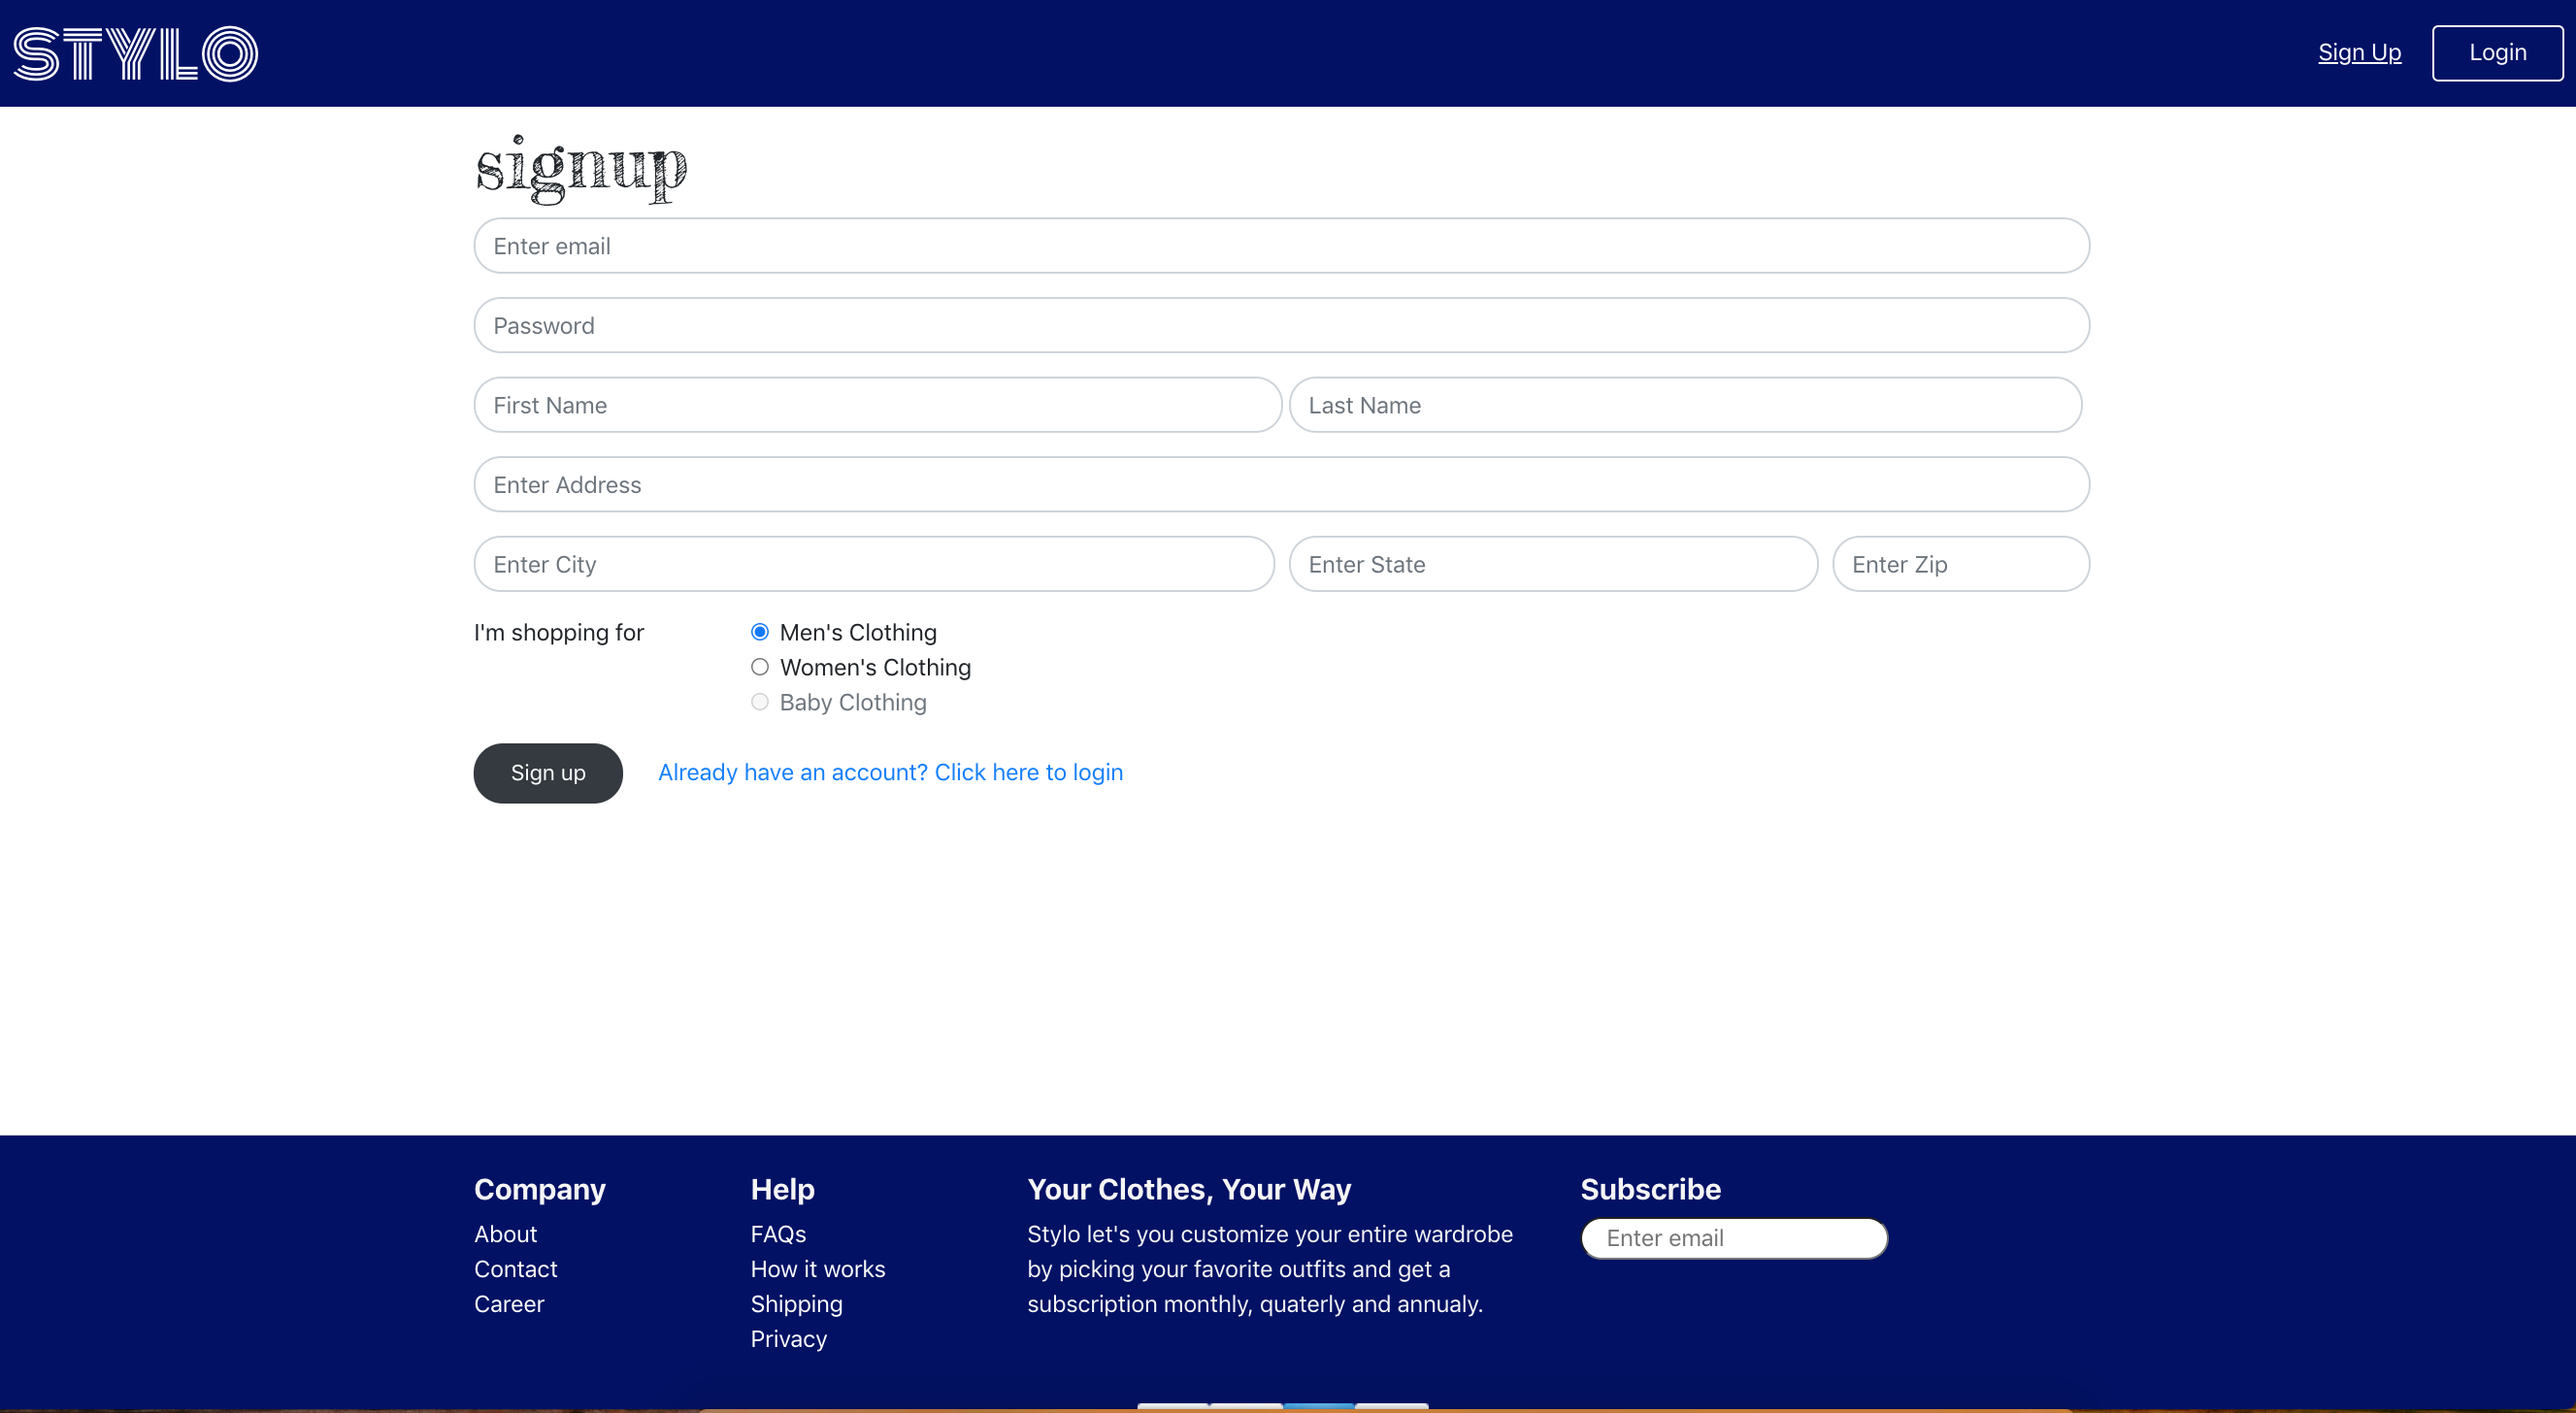 STYLO
Sign Up
Login
signup
Enter email
Password
First Name
Last Name
Enter Address
Enter City
Enter State
Enter Zip
I'm shopping for
Men's Clothing
Women's Clothing
Baby Clothing
Sign up
Already have an account? Click here to login
Company
About
Contact
Career
Help
FAQs
How it works
Shipping
Privacy
Your Clothes, Your Way
Stylo let's you customize your entire wardrobe
by picking your favorite outfits and get a
subscription monthly, quaterly and annualy.
Subscribe
Enter email